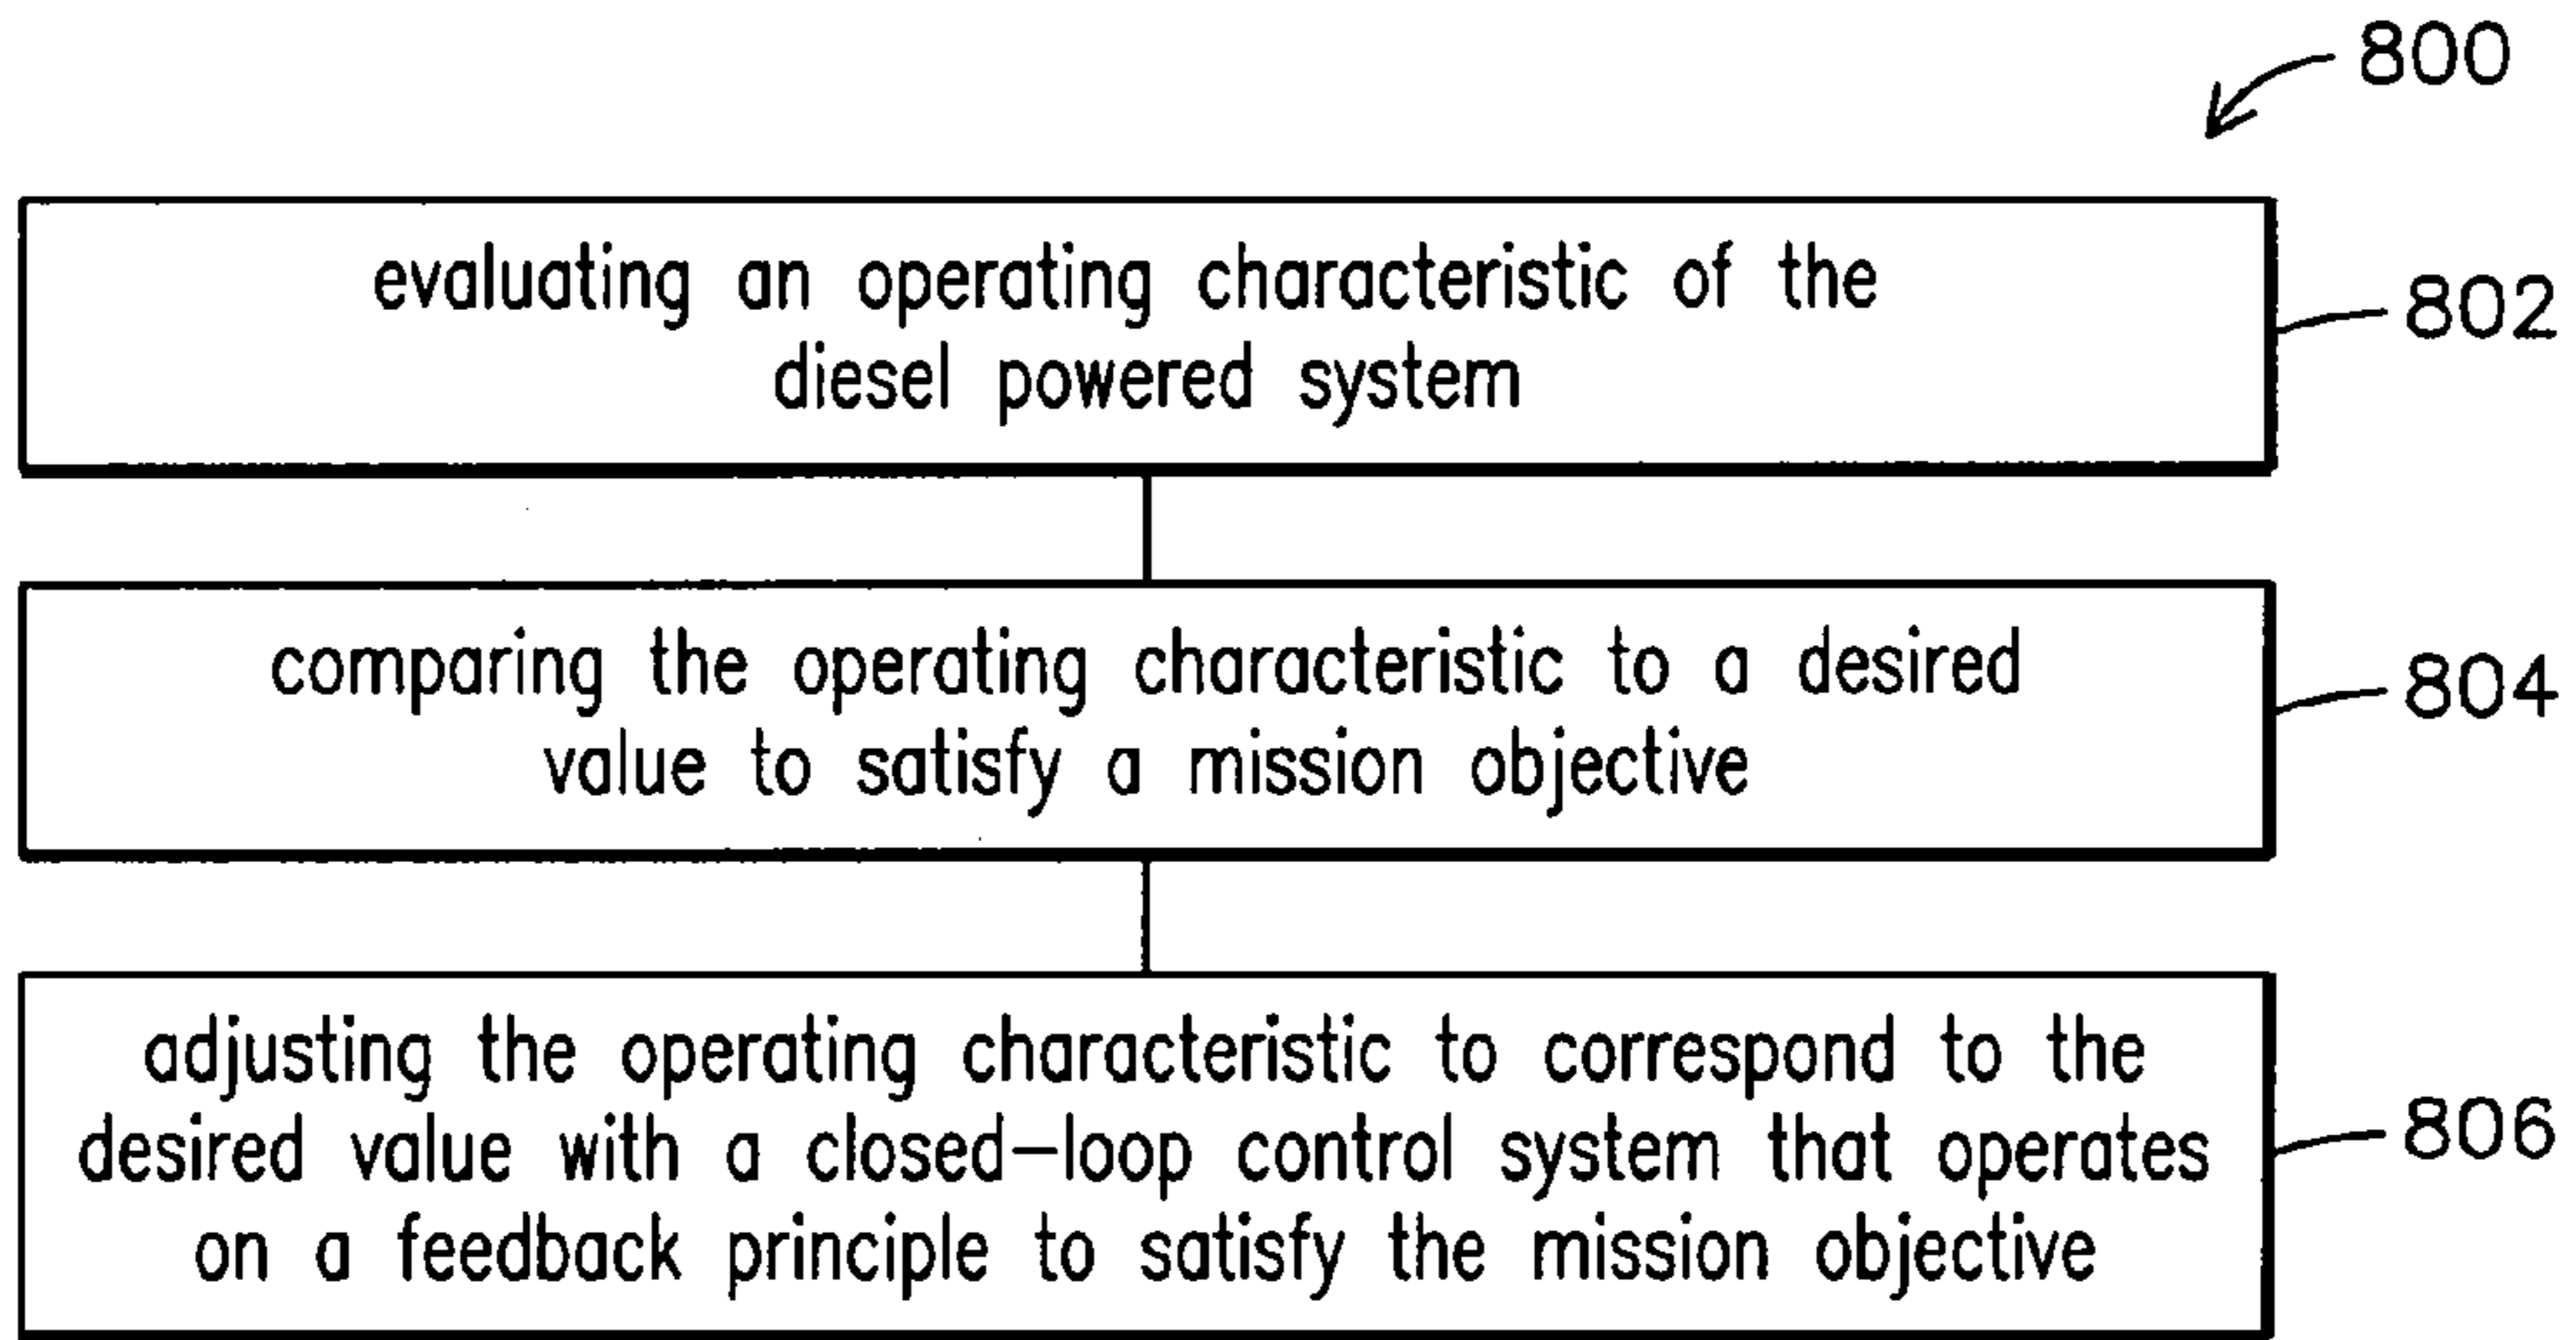 800
evaluating an operating characteristic of the
diesel powered system
802
comparing the operating characteristic to a desired
value to satisfy a mission objective
804
adjusting the operating characteristic to correspond to the
desired value with a closed-loop control system that operates
on a feedback principle to satisfy the mission objective
806